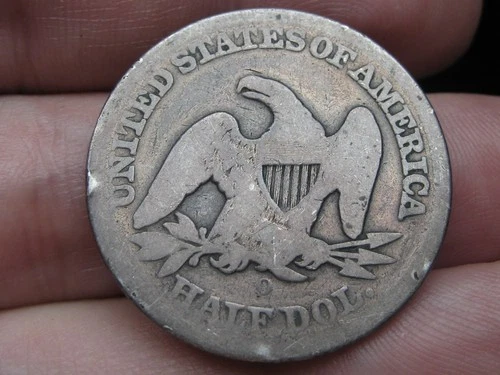 UNITED STATES OF AMERICA
O
HALF DOL.